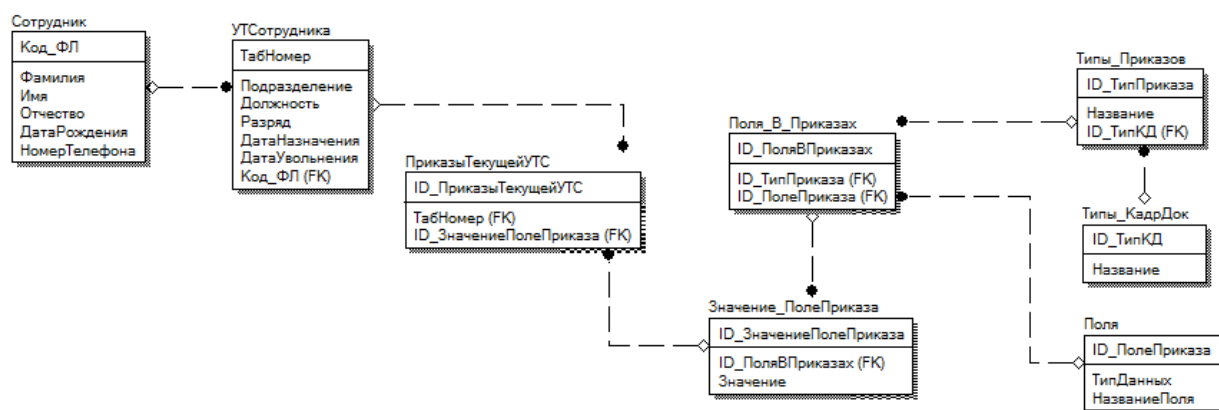 Сотрудник
Код_ФЛ
Фамилия
Имя
Отчество
ДатаРождения
НомерТелефона
УТСотрудника
ТабНомер
Подразделение
Должность
Разряд
ДатаНазначения
ДатаУвольнения
Код_ФЛ (FK)
ПриказыТекущейУТС
ID_ПриказыТекущейУТС
ТабНомер (FK)
ID_ЗначениеПолеПриказа (FK)
Поля_В_Приказах
ID_ПоляВПриказах
ID_ТипПриказа (FK)
ID_ПолеПриказа (FK)
Значение_ПолеПриказа
ID_ЗначениеПолеПриказа
ID_ПоляВПриказах (FK)
Значение
Типы_Приказов
ID_ТипПриказа
Название
ID_ТипКД (FK)
Типы_КадрДок
ID_ТипКД
Название
Поля
ID_ПолеПриказа
ТипДанных
НазваниеПоля